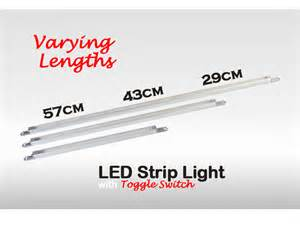 Varying
Lengths
29CM
43CM
57CM
LED Strip Light
with Toggle Switch